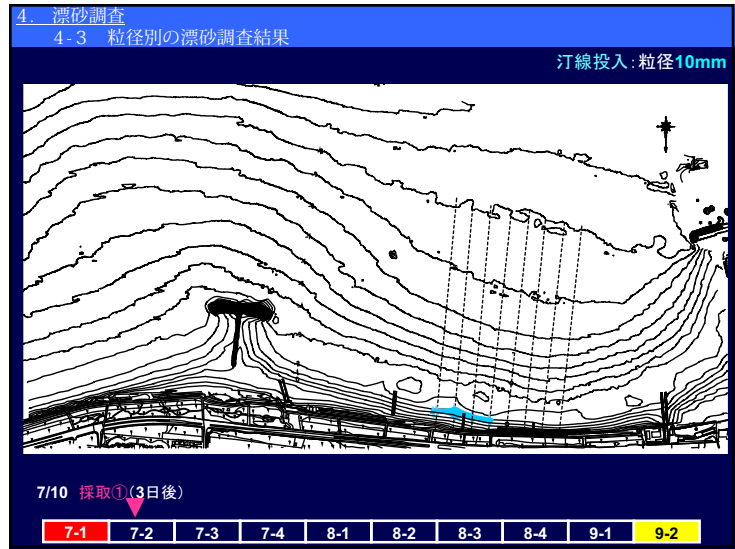 4. 漂砂調査
4-3 粒径別の漂砂調査結果
汀線投入:粒径10mm
7/10 採取①(3日後)
7-1 7-2 7-3 7-4 8-1 8-2 8-3 8-4 9-1 9-2